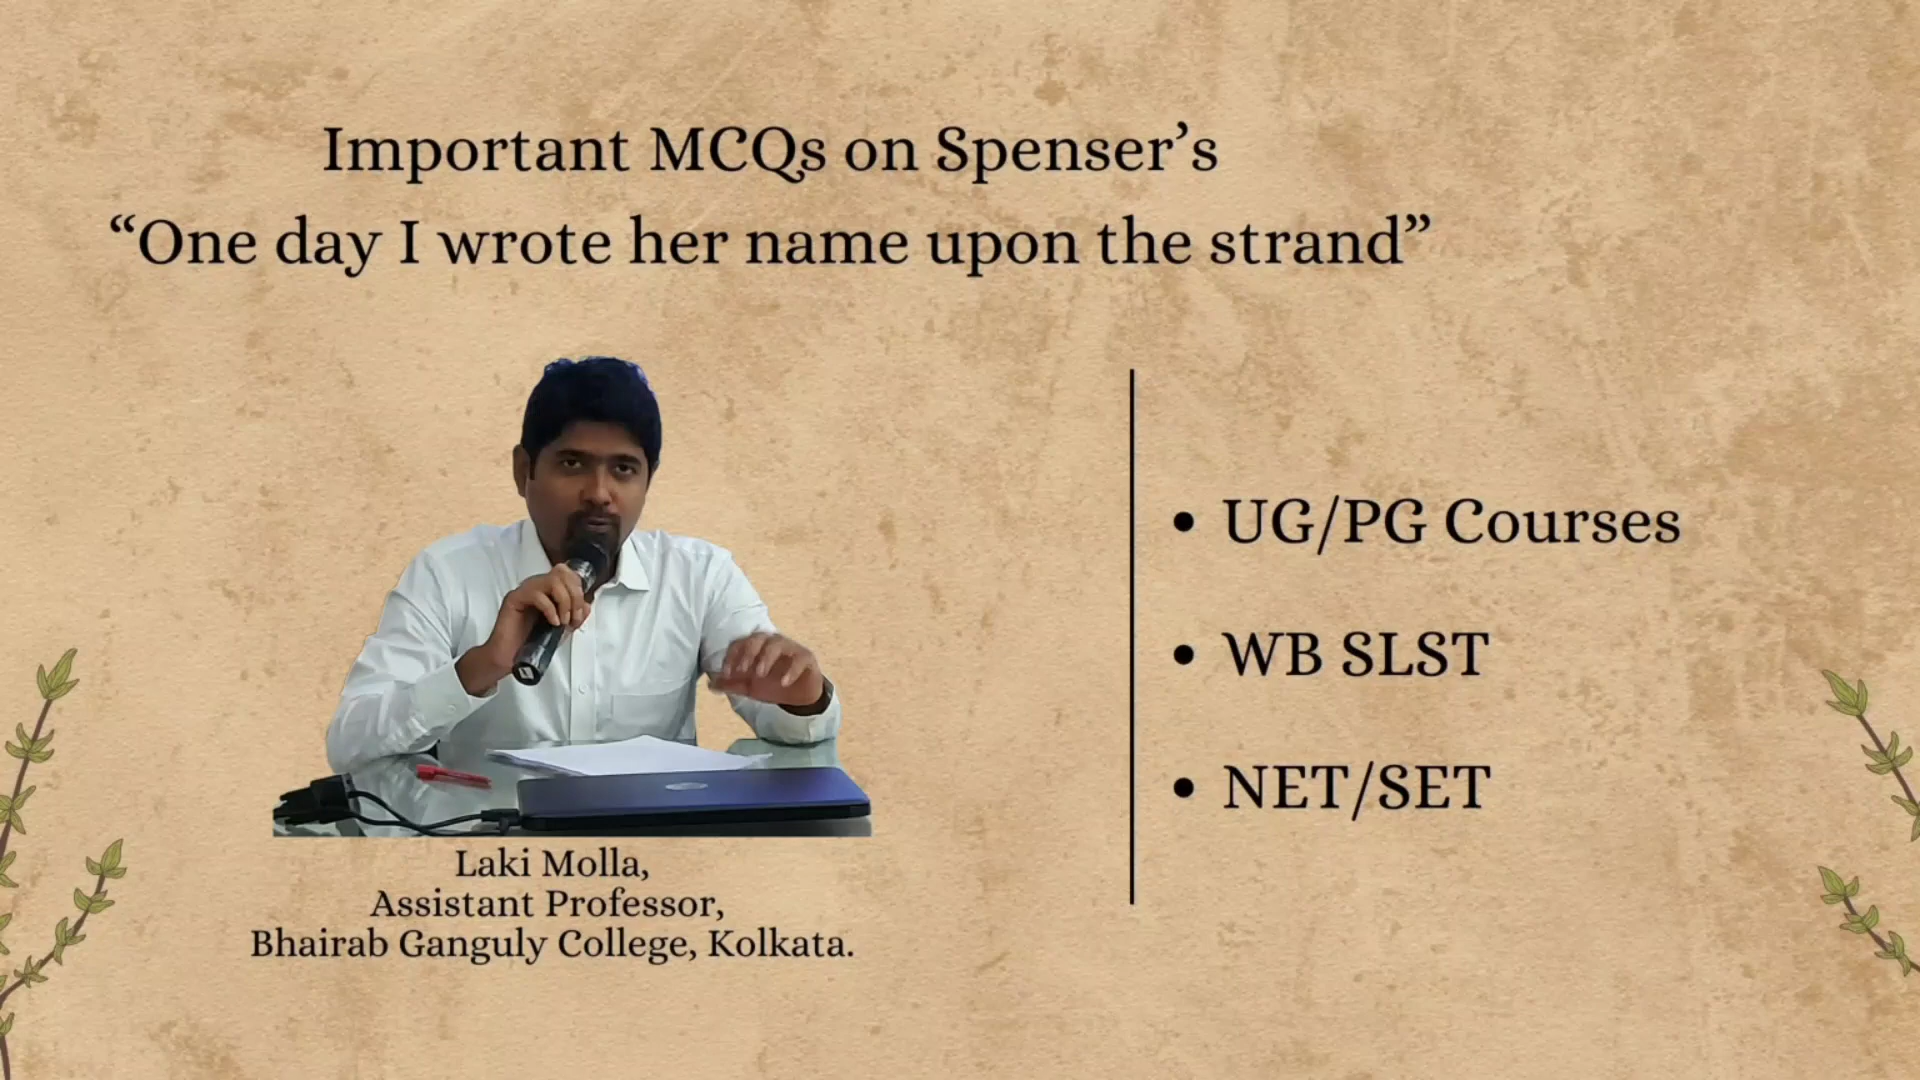 Important MCQs on Spenser’s
“One day I wrote her name upon the strand”
• UG/PG Courses
• WB SLST
• NET/SET
Laki Molla,
Assistant Professor,
Bhairab Ganguly College, Kolkata.